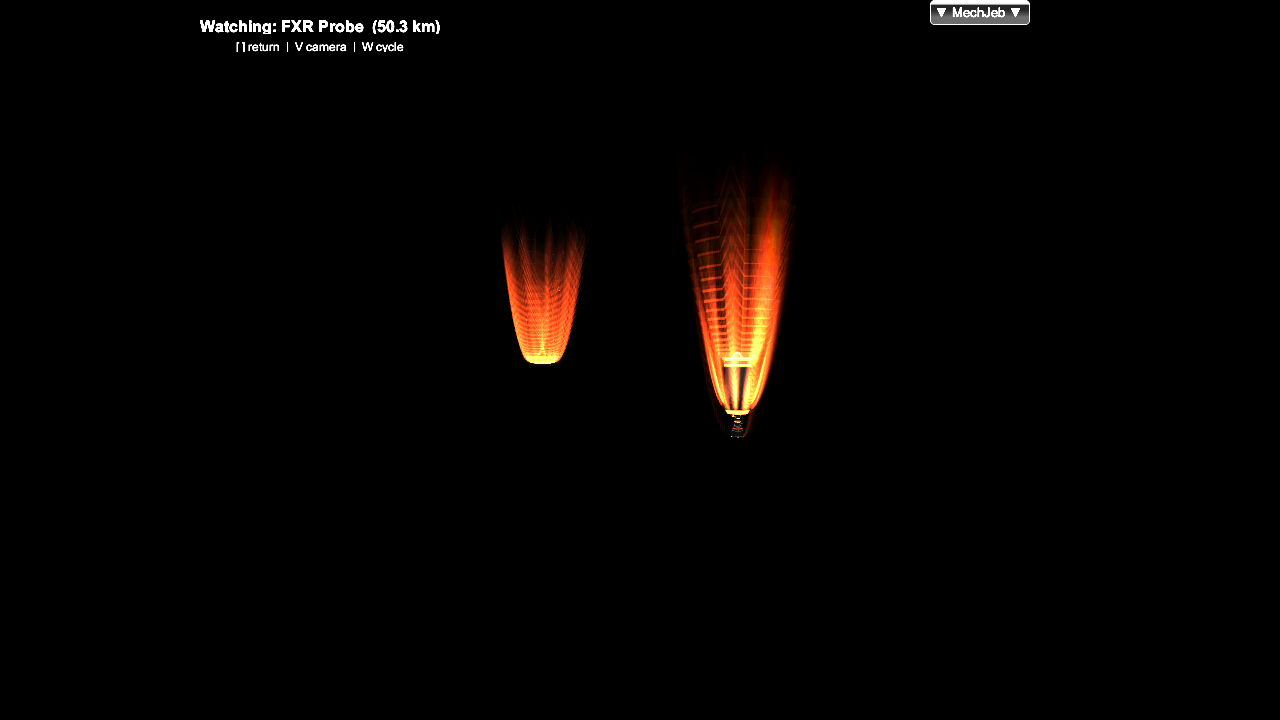 Watching: FXR Probe (50.3 km)
[ ] return | V camera | W cycle
▼ MechJeb ▼